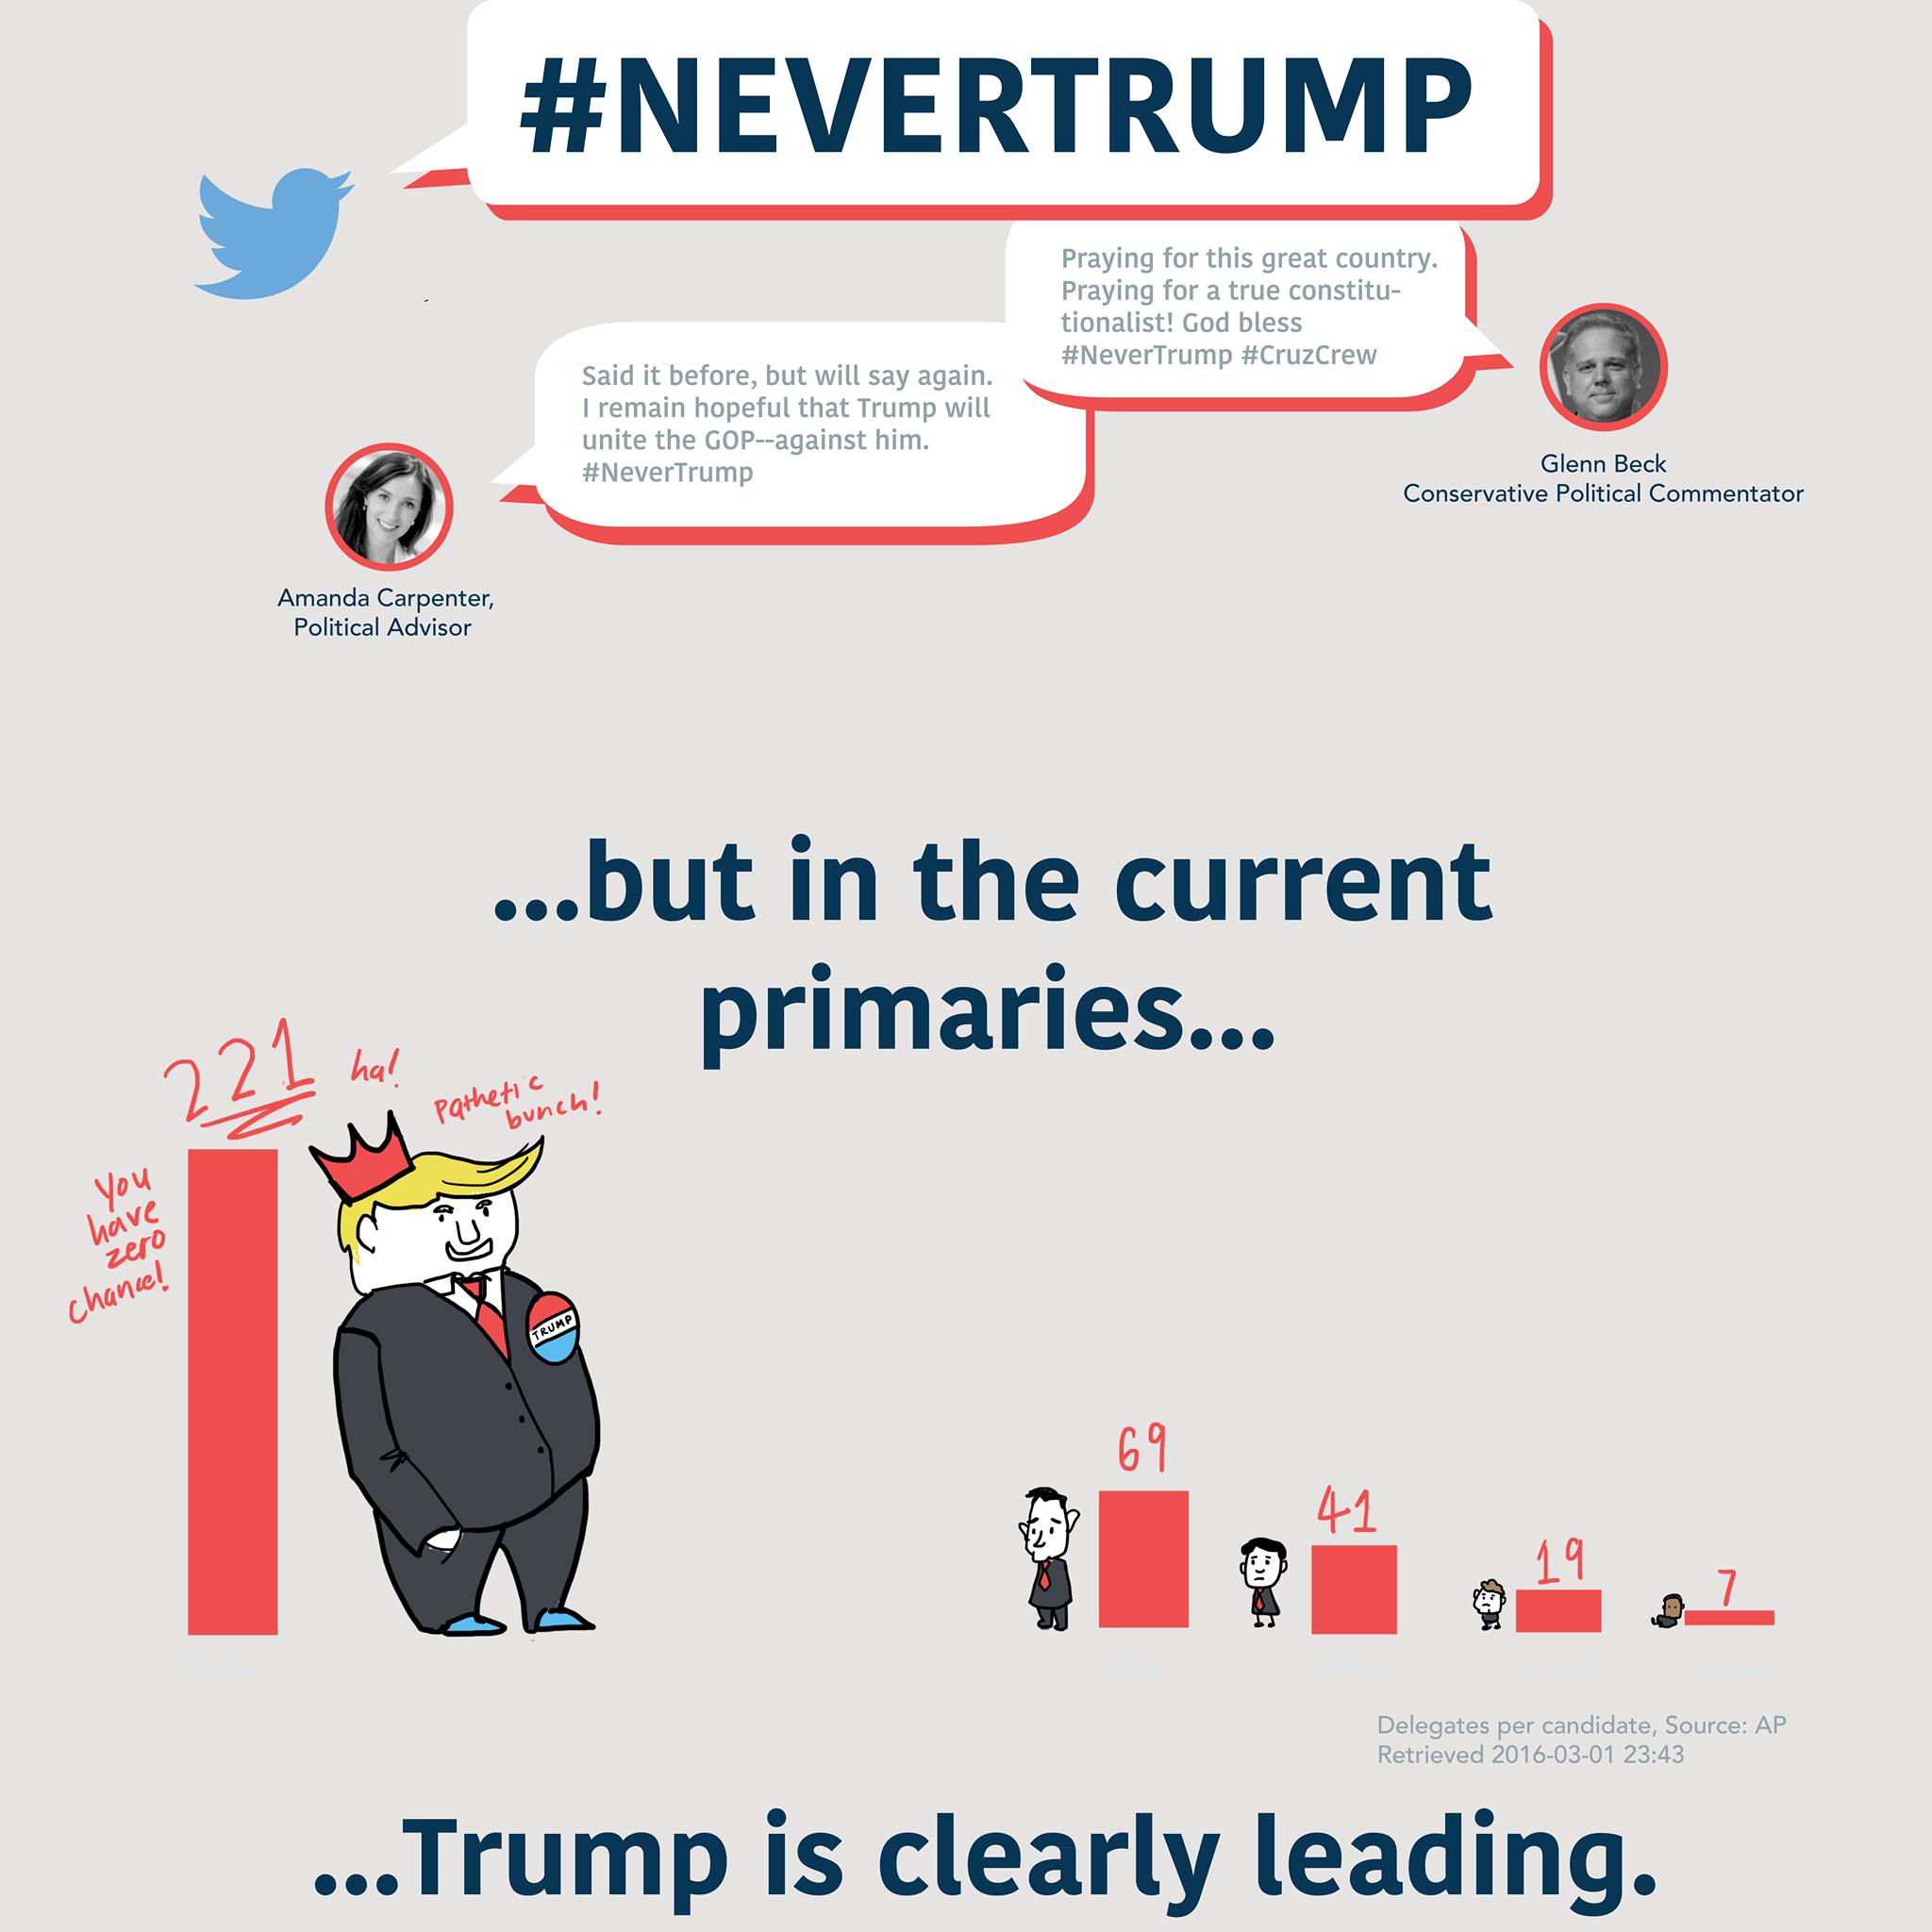 #NEVERTRUMP
Praying for this great country.
Praying for a true constitu-
tionalist! God bless
#NeverTrump #CruzCrew
Glenn Beck
Conservative Political Commentator
Said it before, but will say again.
I remain hopeful that Trump will
unite the GOP--against him.
#NeverTrump
Amanda Carpenter,
Political Advisor
...but in the current
primaries...
221
ha!
Pathetic
bunch!
You
have
zero
chance!
TRUMP
69
41
19
7
Delegates per candidate, Source: AP
Retrieved 2016-03-01 23:43
...Trump is clearly leading.